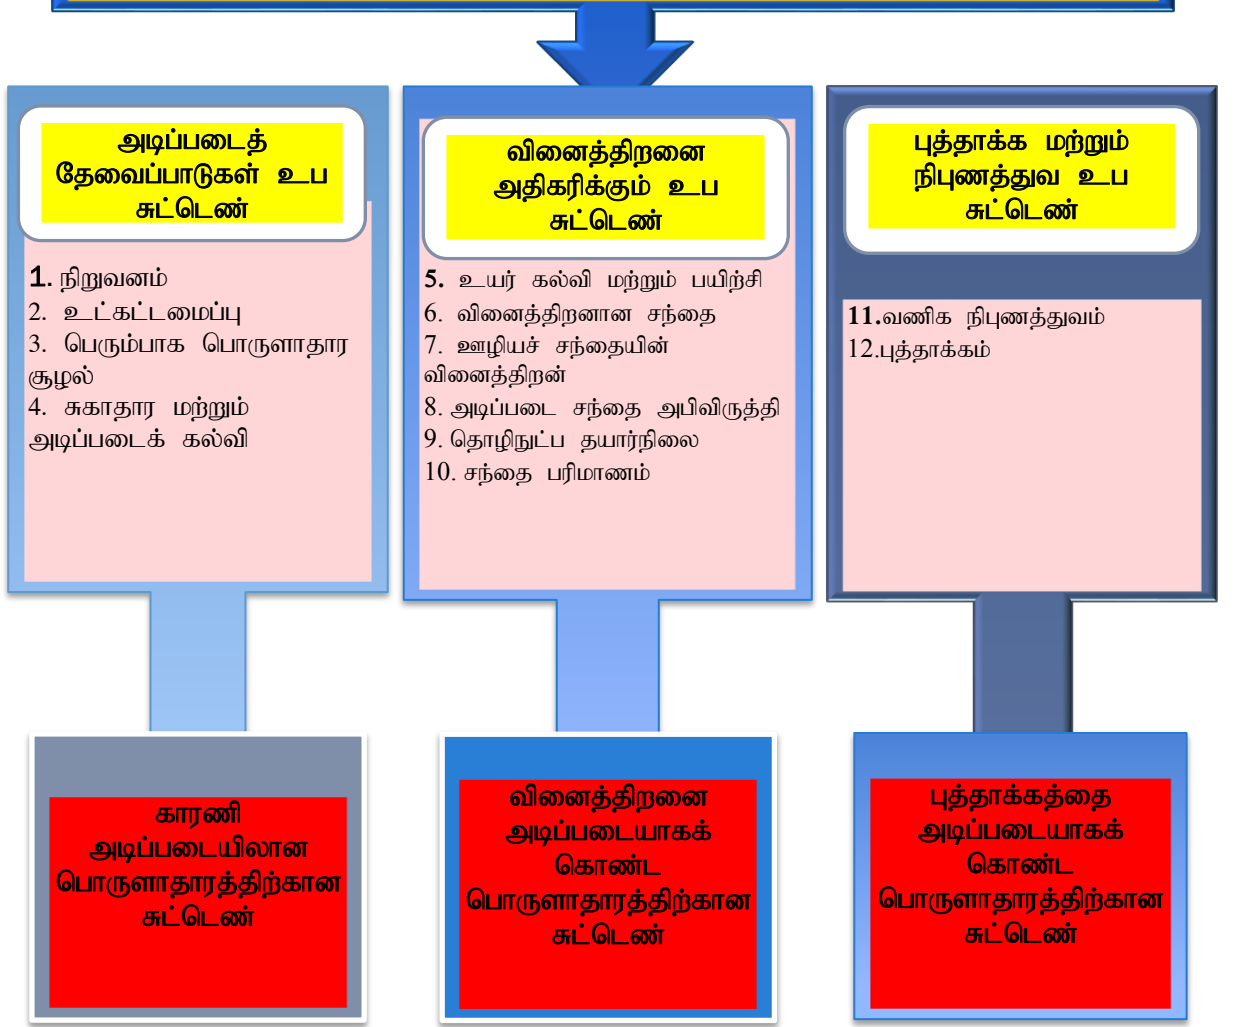 அடிப்படைத்
தேவைப்பாடுகள் உப
சுட்டெண்
1. நிறுவனம்
2. உட்கட்டமைப்பு
3. பெரும்பாக பொருளாதார
சூழல்
4. சுகாதார மற்றும்
அடிப்படைக் கல்வி
வினைத்திறனை
அதிகரிக்கும் உப
சுட்டெண்
5. உயர் கல்வி மற்றும் பயிற்சி
6. வினைத்திறனான சந்தை
7. ஊழியச் சந்தையின்
வினைத்திறன்
8. அடிப்படை சந்தை அபிவிருத்தி
9. தொழிநுட்ப தயார்நிலை
10. சந்தை பரிமாணம்
புத்தாக்க மற்றும்
நிபுணத்துவ உப
சுட்டெண்
11.வணிக நிபுணத்துவம்
12.புத்தாக்கம்
காரணி
அடிப்படையிலான
பொருளாதாரத்திற்கான
சுட்டெண்
வினைத்திறனை
அடிப்படையாகக்
கொண்ட
பொருளாதாரத்திற்கான
சுட்டெண்
புத்தாக்கத்தை
அடிப்படையாகக்
கொண்ட
பொருளாதாரத்திற்கான
சுட்டெண்